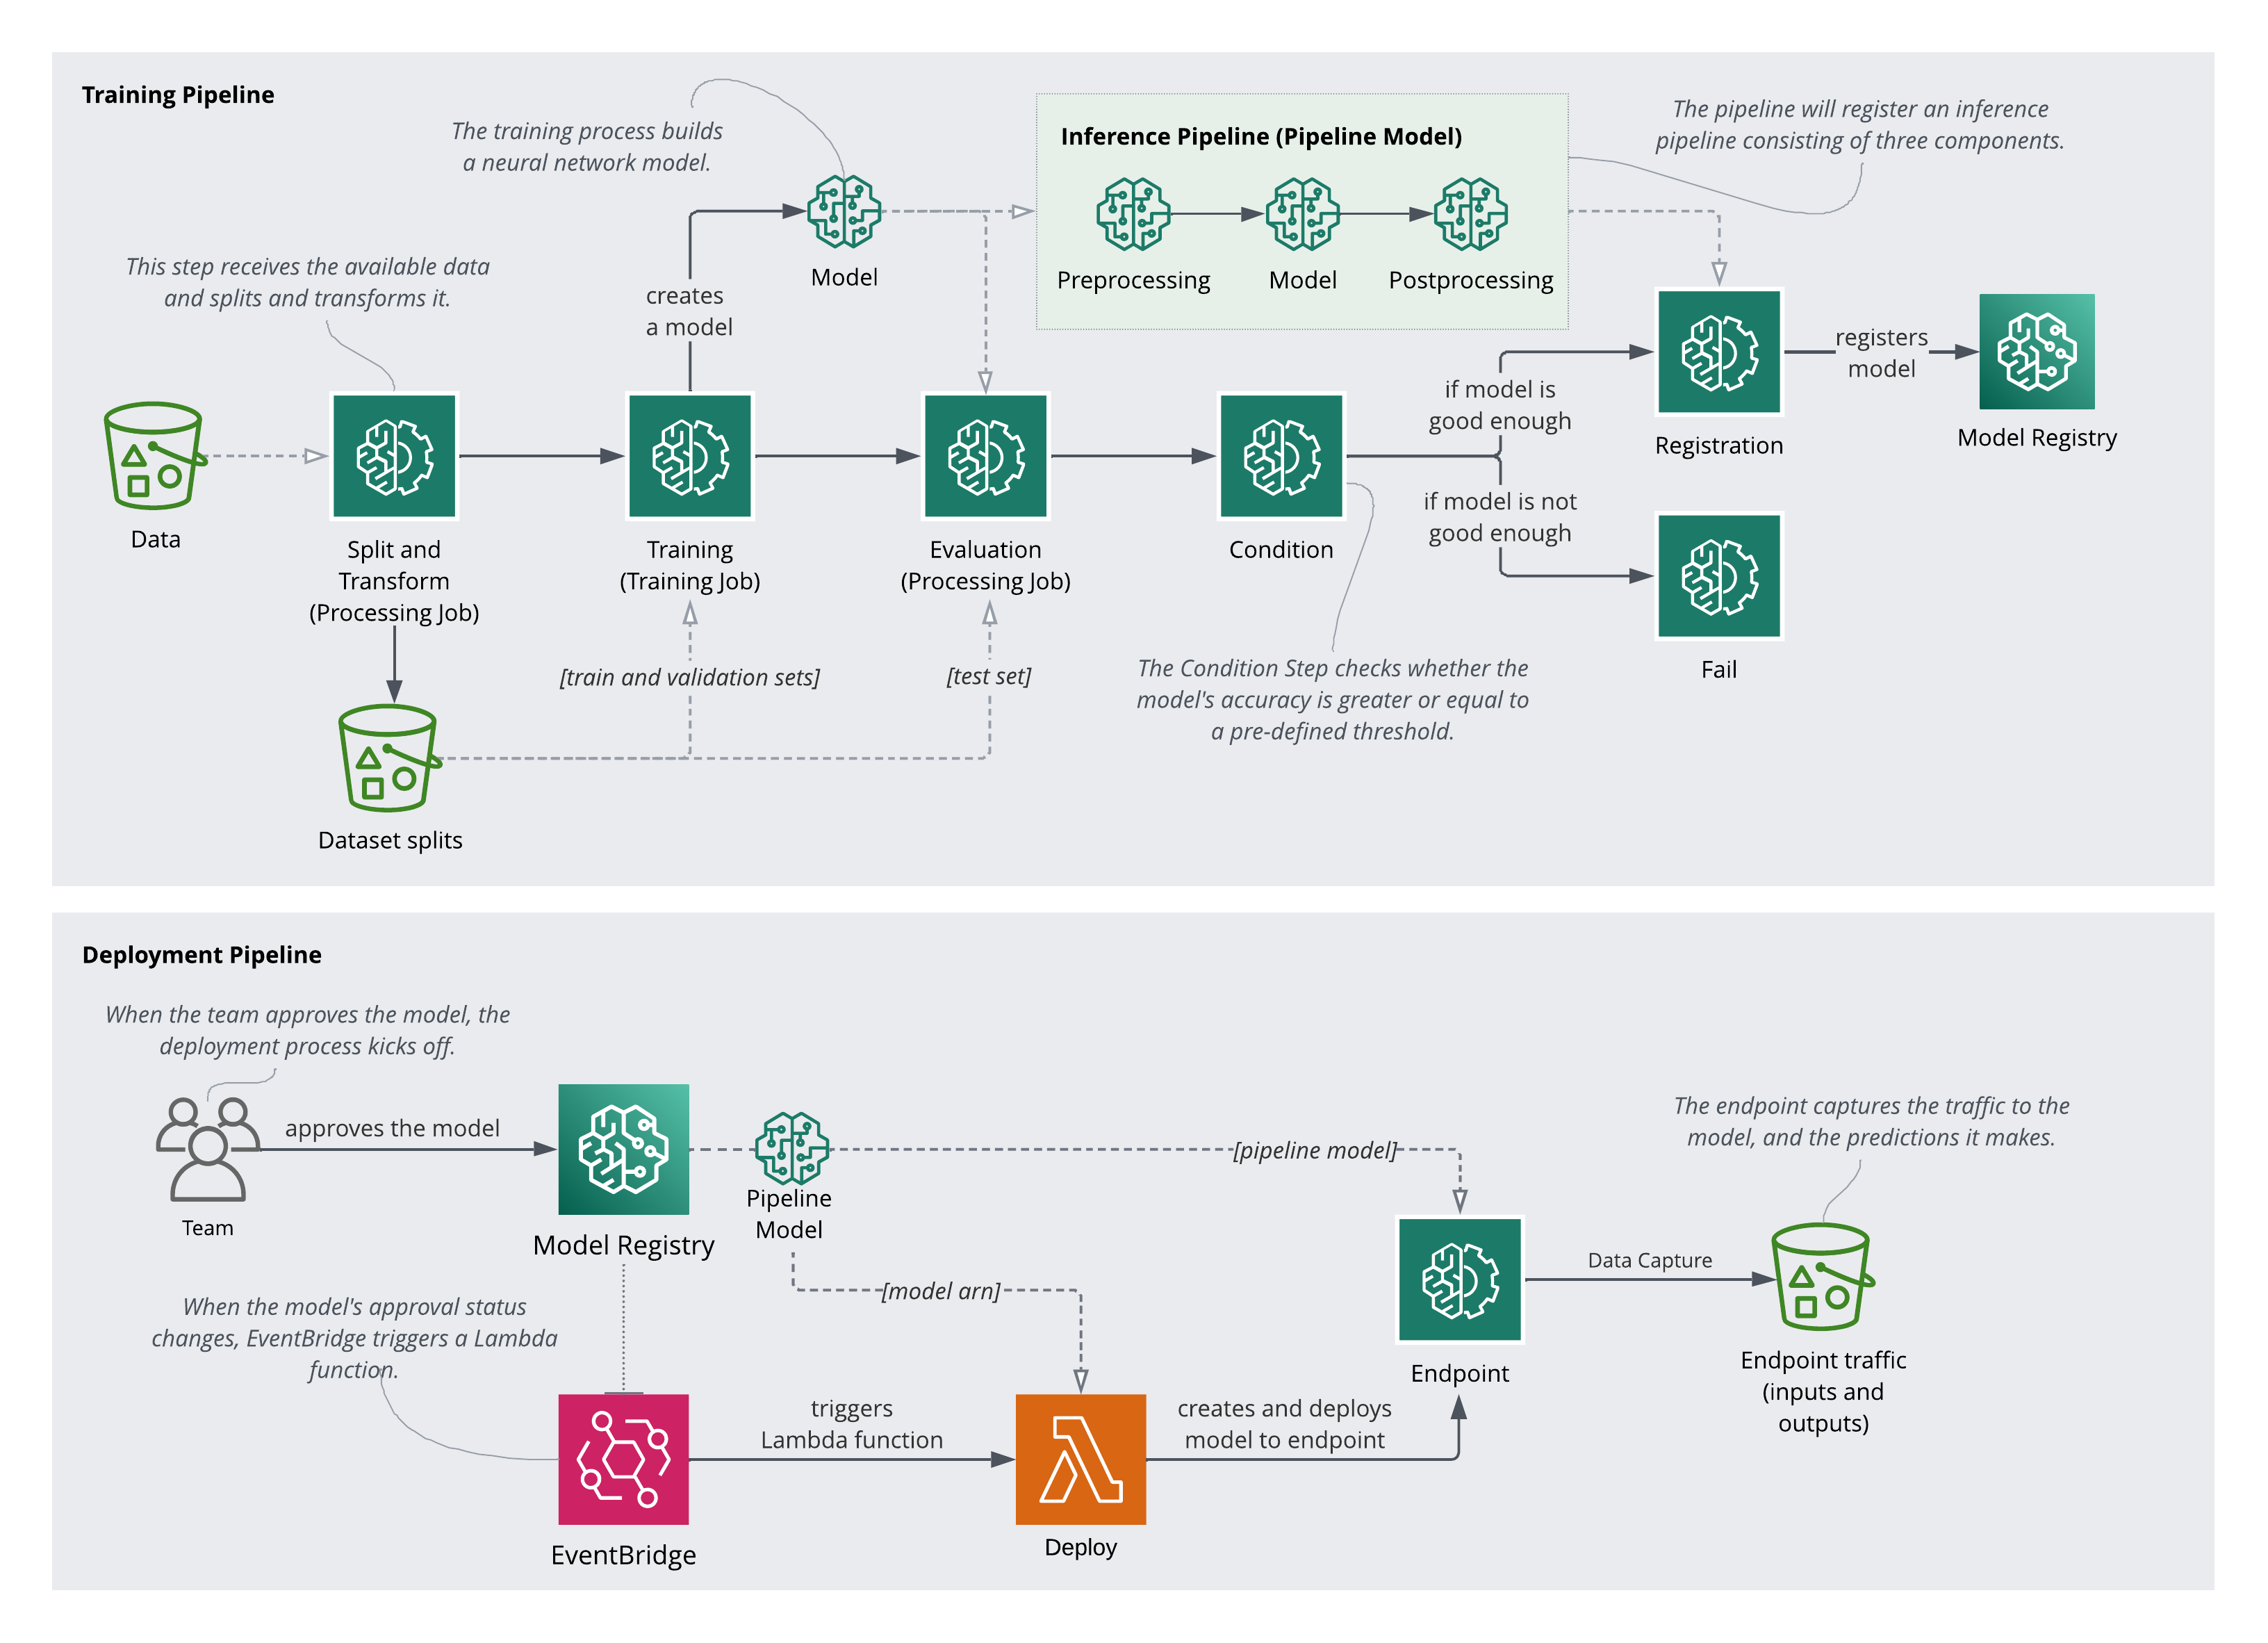 Training Pipeline
The training process builds
a neural network model.
Inference Pipeline (Pipeline Model)
The pipeline will register an inference
pipeline consisting of three components.
Model
Preprocessing
Model
Postprocessing
This step receives the available data
and splits and transforms it.
creates
a model
registers
model
if model is
good enough
Registration
Model Registry
if model is not
good enough
Data
Split and
Transform
(Processing Job)
Training
(Training Job)
Evaluation
(Processing Job)
Condition
Fail
[train and validation sets]
[test set]
The Condition Step checks whether the
model's accuracy is greater or equal to
a pre-defined threshold.
Dataset splits
Deployment Pipeline
When the team approves the model, the
deployment process kicks off.
approves the model
Team
Model Registry
Pipeline
Model
[pipeline model]
The endpoint captures the traffic to the
model, and the predictions it makes.
[model arn]
Data Capture
When the model's approval status
changes, EventBridge triggers a Lambda
function.
Endpoint
Endpoint traffic
(inputs and
outputs)
triggers
Lambda function
creates and deploys
model to endpoint
EventBridge
Deploy